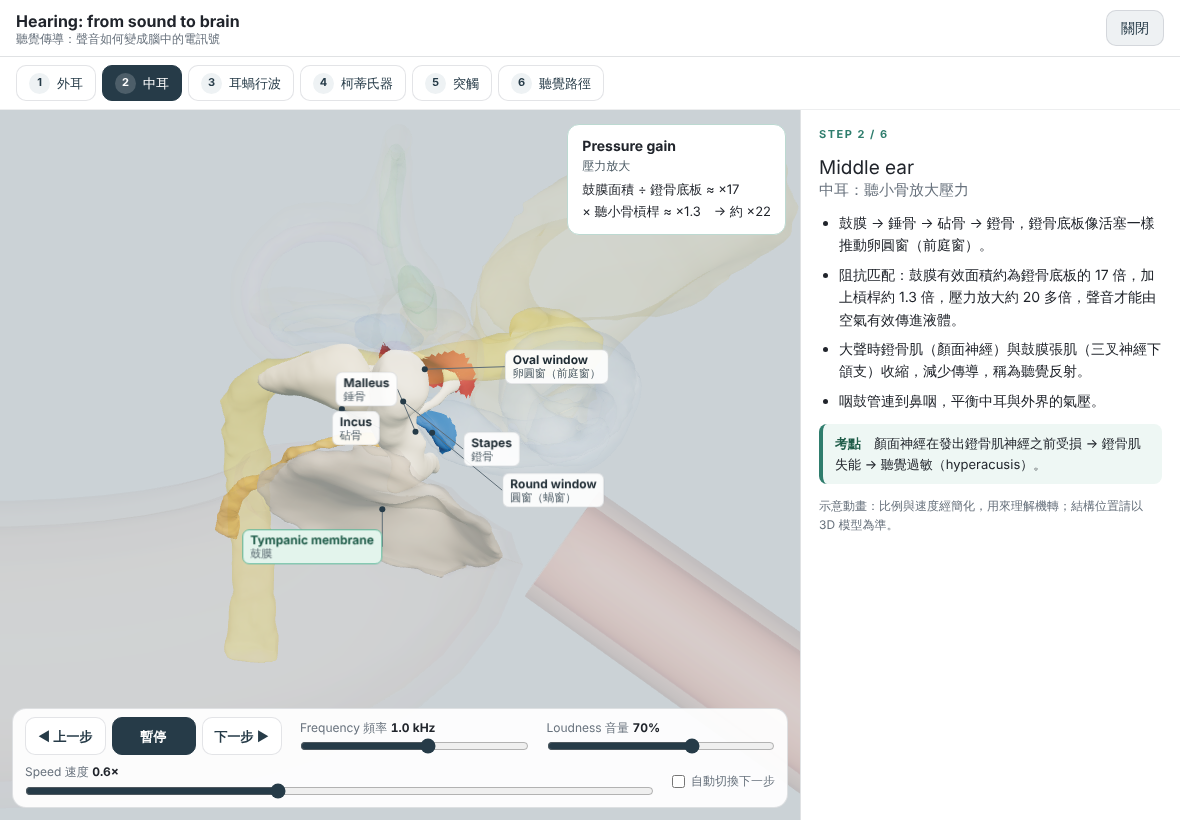 Hearing: from sound to brain
聽覺傳導：聲音如何變成腦中的電訊號
關閉
1 外耳
2 中耳
3 耳蝸行波
4 柯蒂氏器
5 突觸
6 聽覺路徑
Pressure gain
壓力放大
鼓膜面積 ÷ 鐙骨底板 ≈ ×17
× 聽小骨槓桿 ≈ ×1.3 → 約 ×22
Oval window
卵圓窗（前庭窗）
Malleus
錘骨
Incus
砧骨
Stapes
鐙骨
Round window
圓窗（蝸窗）
Tympanic membrane
鼓膜
◀ 上一步
暫停
下一步 ▶
Frequency 頻率 1.0 kHz
Loudness 音量 70%
Speed 速度 0.6×
自動切換下一步
STEP 2 / 6
Middle ear
中耳：聽小骨放大壓力
• 鼓膜 → 錘骨 → 砧骨 → 鐙骨，鐙骨底板像活塞一樣
推動卵圓窗（前庭窗）。
• 阻抗匹配：鼓膜有效面積約為鐙骨底板的 17 倍，加
上槓桿約 1.3 倍，壓力放大約 20 多倍，聲音才能由
空氣有效傳進液體。
• 大聲時鐙骨肌（顏面神經）與鼓膜張肌（三叉神經下
頜支）收縮，減少傳導，稱為聽覺反射。
• 咽鼓管連到鼻咽，平衡中耳與外界的氣壓。
考點 顏面神經在發出鐙骨肌神經之前受損 → 鐙骨肌
失能 → 聽覺過敏（hyperacusis）。
示意動畫：比例與速度經簡化，用來理解機轉；結構位置請以
3D 模型為準。